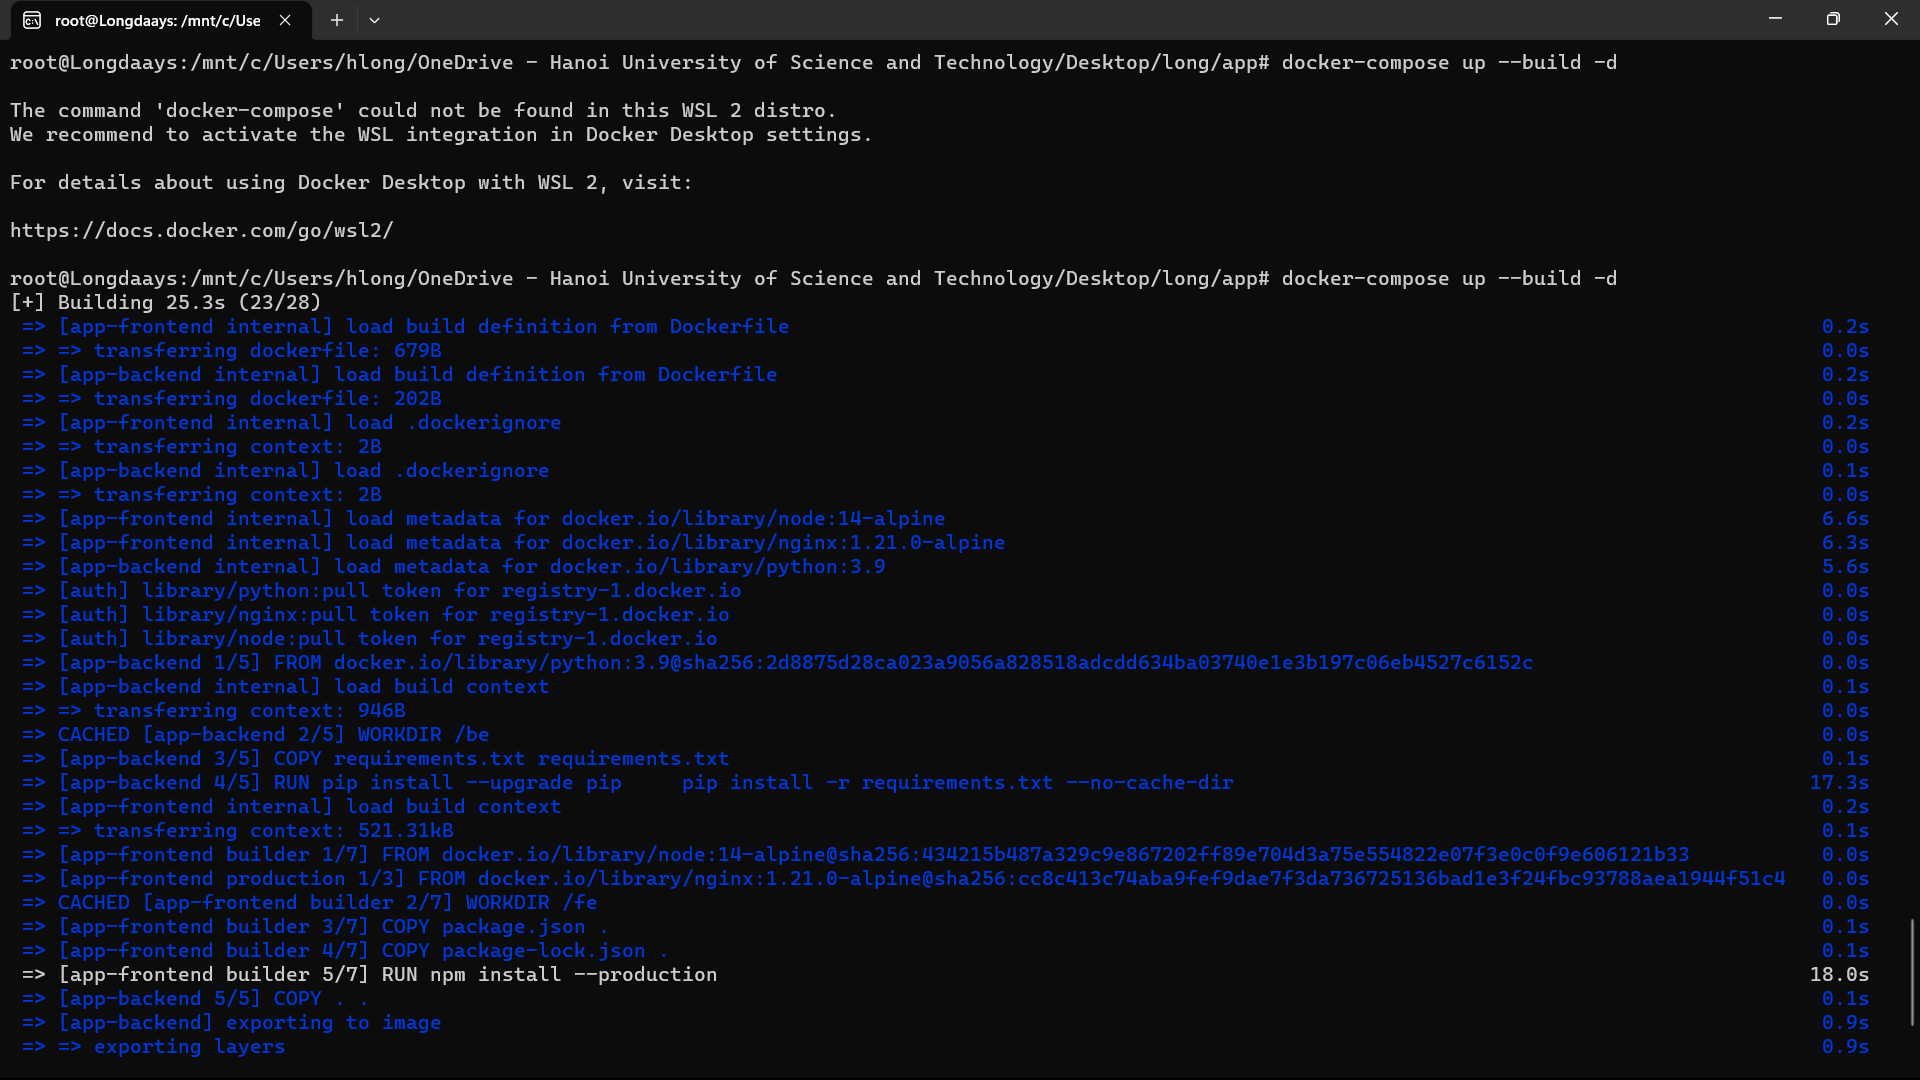 root@Longdaays: /mnt/c/Use
root@Longdaays:/mnt/c/Users/hlong/OneDrive - Hanoi University of Science and Technology/Desktop/long/app# docker-compose up --build -d
The command 'docker-compose' could not be found in this WSL 2 distro.
We recommend to activate the WSL integration in Docker Desktop settings.
For details about using Docker Desktop with WSL 2, visit:
https://docs.docker.com/go/wsl2/
root@Longdaays:/mnt/c/Users/hlong/OneDrive - Hanoi University of Science and Technology/Desktop/long/app# docker-compose up --build -d
[+] Building 25.3s (23/28)
=> [app-frontend internal] load build definition from Dockerfile 0.2s
=> => transferring dockerfile: 679B 0.0s
=> [app-backend internal] load build definition from Dockerfile 0.2s
=> => transferring dockerfile: 202B 0.0s
=> [app-frontend internal] load .dockerignore 0.2s
=> => transferring context: 2B 0.0s
=> [app-backend internal] load .dockerignore 0.1s
=> => transferring context: 2B 0.0s
=> [app-frontend internal] load metadata for docker.io/library/node:14-alpine 6.6s
=> [app-frontend internal] load metadata for docker.io/library/nginx:1.21.0-alpine 6.3s
=> [app-backend internal] load metadata for docker.io/library/python:3.9 5.6s
=> [auth] library/python:pull token for registry-1.docker.io 0.0s
=> [auth] library/nginx:pull token for registry-1.docker.io 0.0s
=> [auth] library/node:pull token for registry-1.docker.io 0.0s
=> [app-backend 1/5] FROM docker.io/library/python:3.9@sha256:2d8875d28ca023a9056a828518adcdd634ba03740e1e3b197c06eb4527c6152c 0.0s
=> [app-backend internal] load build context 0.1s
=> => transferring context: 946B 0.0s
=> CACHED [app-backend 2/5] WORKDIR /be 0.0s
=> [app-backend 3/5] COPY requirements.txt requirements.txt 0.1s
=> [app-backend 4/5] RUN pip install --upgrade pip     pip install -r requirements.txt --no-cache-dir 17.3s
=> [app-frontend internal] load build context 0.2s
=> => transferring context: 521.31kB 0.1s
=> [app-frontend builder 1/7] FROM docker.io/library/node:14-alpine@sha256:434215b487a329c9e867202ff89e704d3a75e554822e07f3e0c0f9e606121b33 0.0s
=> [app-frontend production 1/3] FROM docker.io/library/nginx:1.21.0-alpine@sha256:cc8c413c74aba9fef9dae7f3da736725136bad1e3f24fbc93788aea1944f51c4 0.0s
=> CACHED [app-frontend builder 2/7] WORKDIR /fe 0.0s
=> [app-frontend builder 3/7] COPY package.json . 0.1s
=> [app-frontend builder 4/7] COPY package-lock.json . 0.1s
=> [app-frontend builder 5/7] RUN npm install --production 18.0s
=> [app-backend 5/5] COPY . . 0.1s
=> [app-backend] exporting to image 0.9s
=> => exporting layers 0.9s